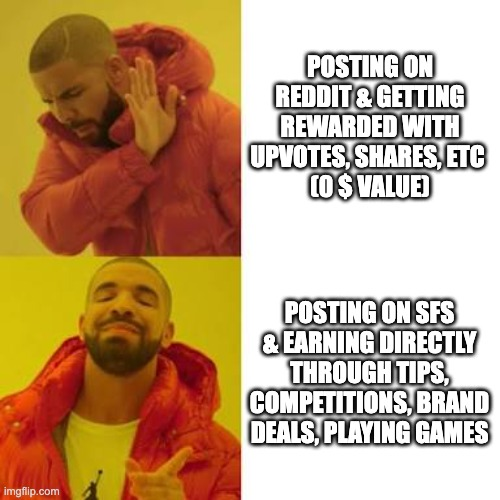 POSTING ON
REDDIT & GETTING
REWARDED WITH
UPVOTES, SHARES, ETC
(0 $ VALUE)
POSTING ON SFS
& EARNING DIRECTLY
THROUGH TIPS,
COMPETITIONS, BRAND
DEALS, PLAYING GAMES
imgflip.com